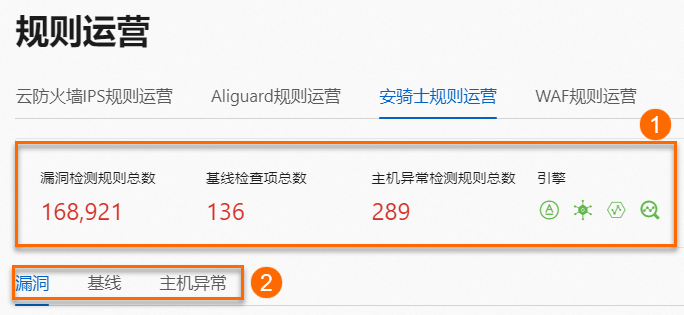 规则运营
云防火墙IPS规则运营 Aliguard规则运营 安骑士规则运营 WAF规则运营
1
漏洞检测规则总数 基线检查项总数 主机异常检测规则总数 引擎
168,921 136 289
漏洞 基线 主机异常 2